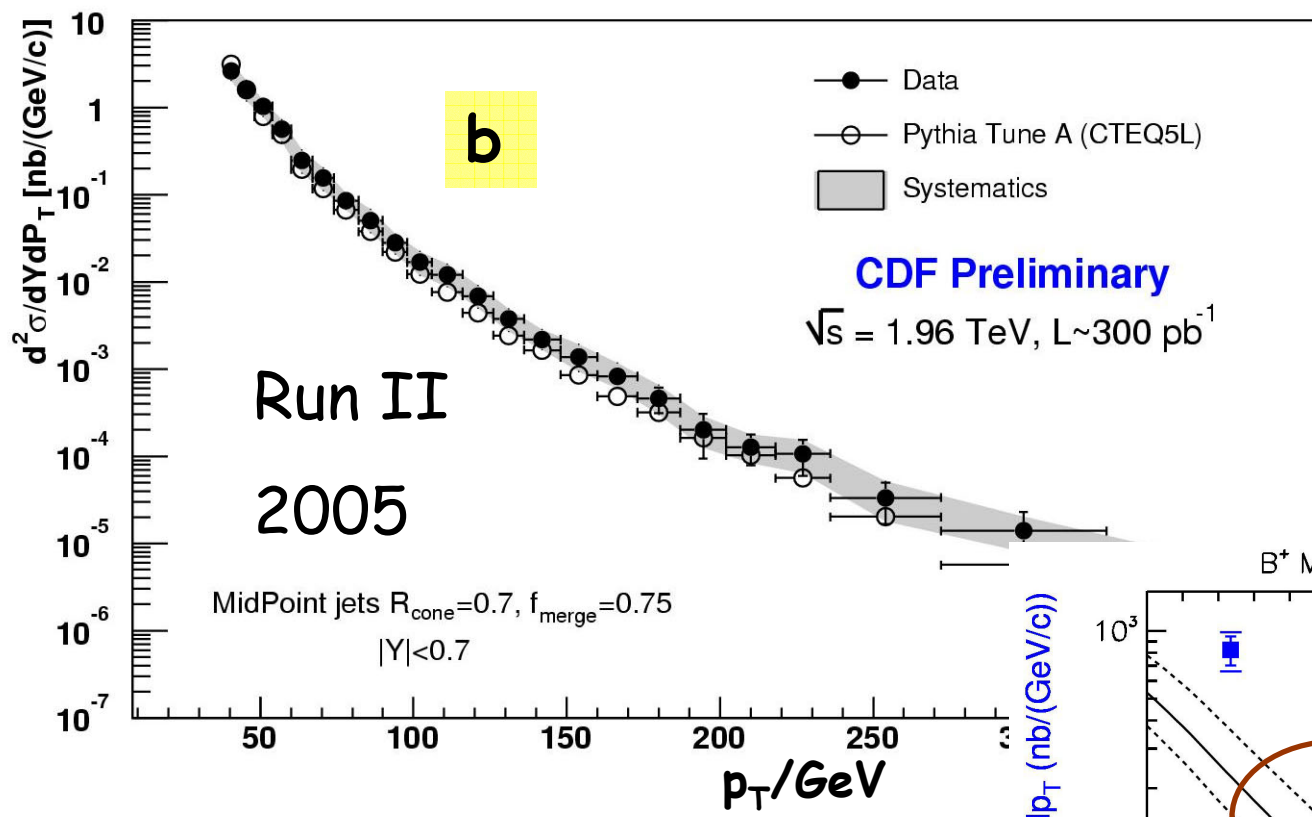 10
1
10^-1
10^-2
10^-3
10^-4
10^-5
10^-6
10^-7
d²σ/dYdP_T [nb/(GeV/c)]
b
Data
Pythia Tune A (CTEQ5L)
Systematics
CDF Preliminary
√s = 1.96 TeV, L~300 pb^-1
Run II
2005
MidPoint jets R_cone=0.7, f_merge=0.75
|Y|<0.7
50 100 150 200 250
p_T/GeV
B⁺
10³
p_T (nb/(GeV/c))